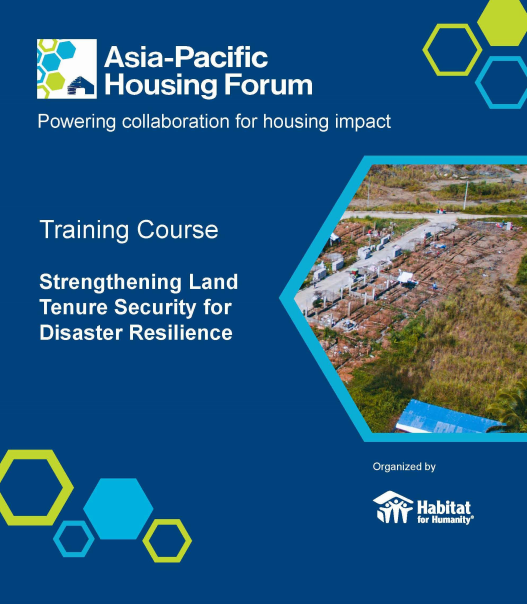 Asia-Pacific
Housing Forum
Powering collaboration for housing impact
Training Course
Strengthening Land
Tenure Security for
Disaster Resilience
Organized by
Habitat
for Humanity®